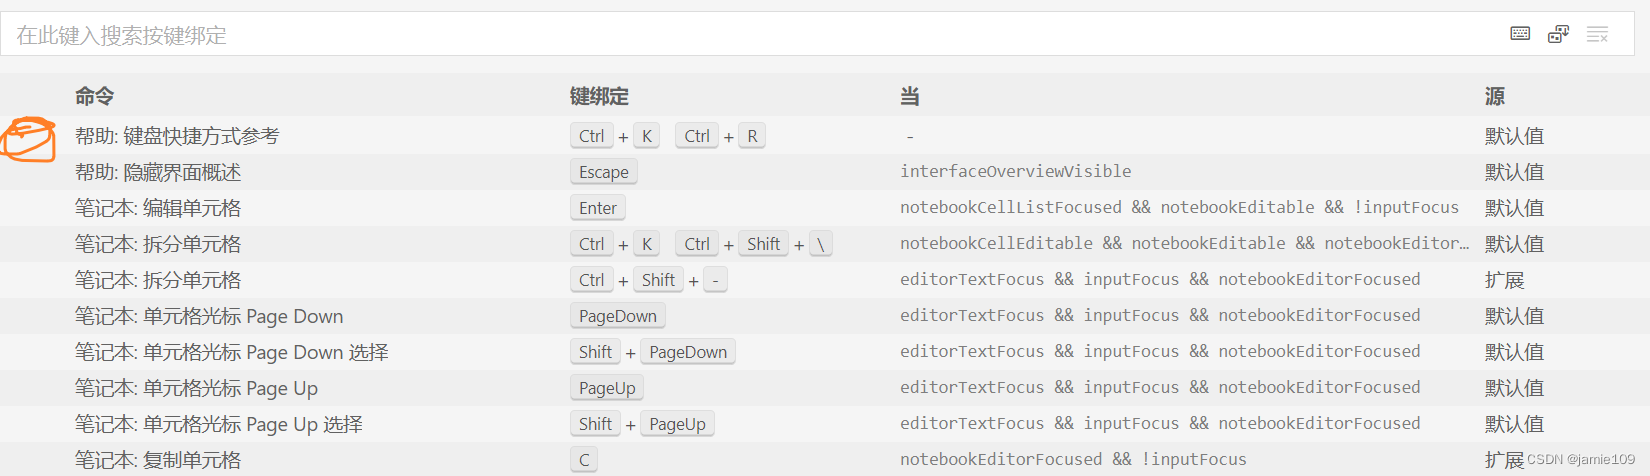 在此键入搜索按键绑定
命令 键绑定 当 源
帮助: 键盘快捷方式参考 Ctrl + K Ctrl + R - 默认值
帮助: 隐藏界面概述 Escape interfaceOverviewVisible 默认值
笔记本: 编辑单元格 Enter notebookCellListFocused && notebookEditable && !inputFocus 默认值
笔记本: 拆分单元格 Ctrl + K Ctrl + Shift + \ notebookCellEditable && notebookEditable && notebookEditor... 默认值
笔记本: 拆分单元格 Ctrl + Shift + - editorTextFocus && inputFocus && notebookEditorFocused 扩展
笔记本: 单元格光标 Page Down PageDown editorTextFocus && inputFocus && notebookEditorFocused 默认值
笔记本: 单元格光标 Page Down 选择 Shift + PageDown editorTextFocus && inputFocus && notebookEditorFocused 默认值
笔记本: 单元格光标 Page Up PageUp editorTextFocus && inputFocus && notebookEditorFocused 默认值
笔记本: 单元格光标 Page Up 选择 Shift + PageUp editorTextFocus && inputFocus && notebookEditorFocused 默认值
笔记本: 复制单元格 C notebookEditorFocused && !inputFocus 扩展
CSDN @jamie109